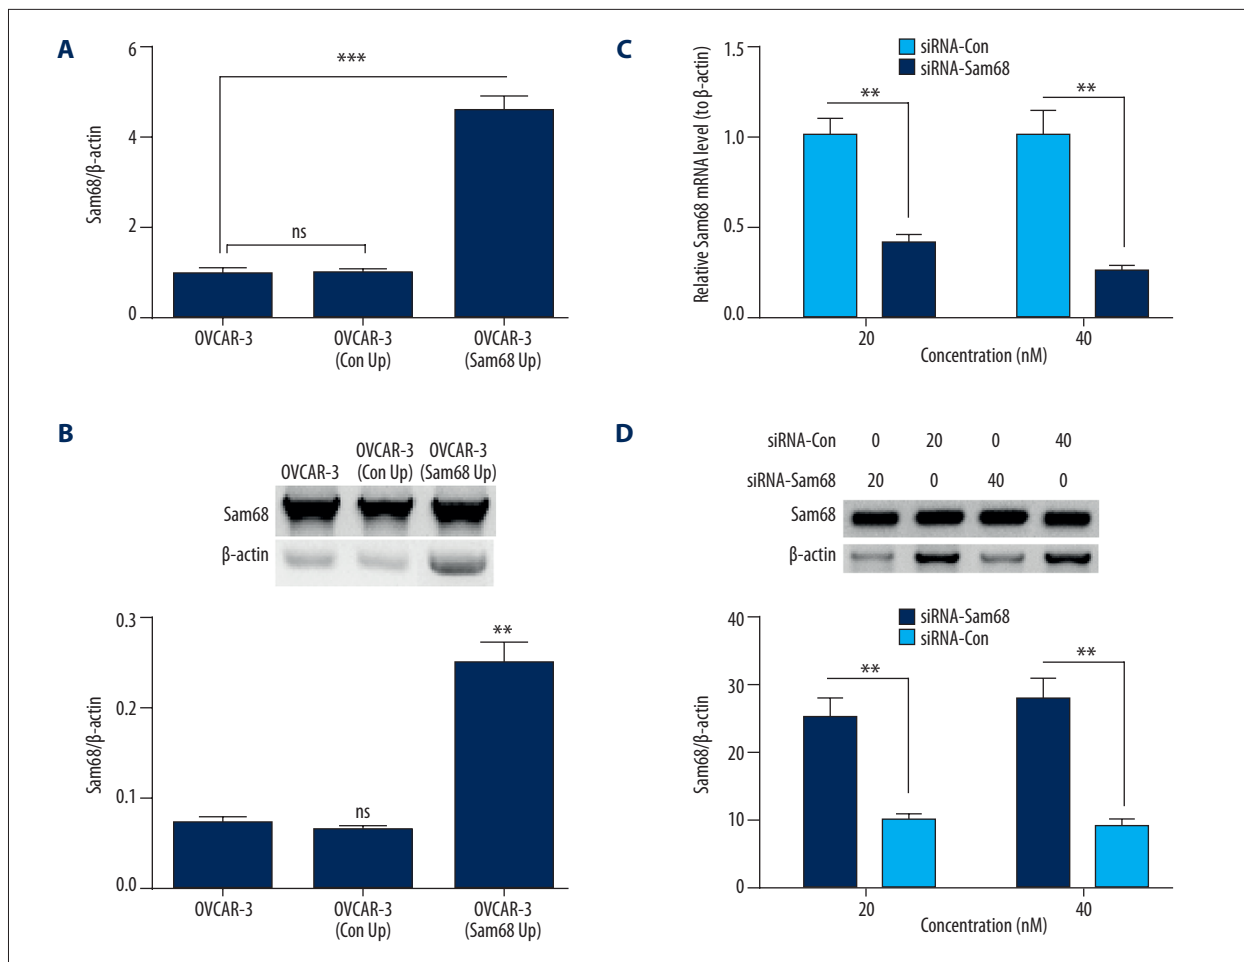 A
6
4
2
0
Sam68/β-actin
***
ns
OVCAR-3
OVCAR-3
(Con Up)
OVCAR-3
(Sam68 Up)
C
siRNA-Con
siRNA-Sam68
1.5
1.0
0.5
0.0
Relative Sam68 mRNA level (to β-actin)
**
**
20
40
Concentration (nM)
B
OVCAR-3
OVCAR-3
(Con Up)
OVCAR-3
(Sam68 Up)
Sam68
β-actin
0.3
0.2
0.1
0.0
Sam68/β-actin
ns
**
OVCAR-3
OVCAR-3
(Con Up)
OVCAR-3
(Sam68 Up)
D
siRNA-Con 0 20 0 40
siRNA-Sam68 20 0 40 0
Sam68
β-actin
siRNA-Sam68
siRNA-Con
40
30
20
10
0
Sam68/β-actin
**
**
20
40
Concentration (nM)